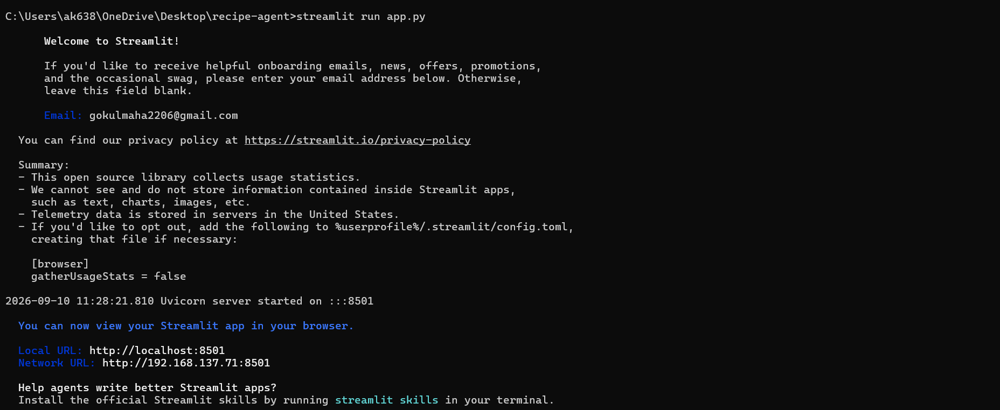 C:\Users\ak638\OneDrive\Desktop\recipe-agent>streamlit run app.py
Welcome to Streamlit!
If you'd like to receive helpful onboarding emails, news, offers, promotions,
and the occasional swag, please enter your email address below. Otherwise,
leave this field blank.
Email: gokulmaha2206@gmail.com
You can find our privacy policy at https://streamlit.io/privacy-policy
Summary:
- This open source library collects usage statistics.
- We cannot see and do not store information contained inside Streamlit apps,
such as text, charts, images, etc.
- Telemetry data is stored in servers in the United States.
- If you'd like to opt out, add the following to %userprofile%/.streamlit/config.toml,
creating that file if necessary:
[browser]
gatherUsageStats = false
2026-09-10 11:28:21.810 Uvicorn server started on :::8501
You can now view your Streamlit app in your browser.
Local URL: http://localhost:8501
Network URL: http://192.168.137.71:8501
Help agents write better Streamlit apps?
Install the official Streamlit skills by running streamlit skills in your terminal.